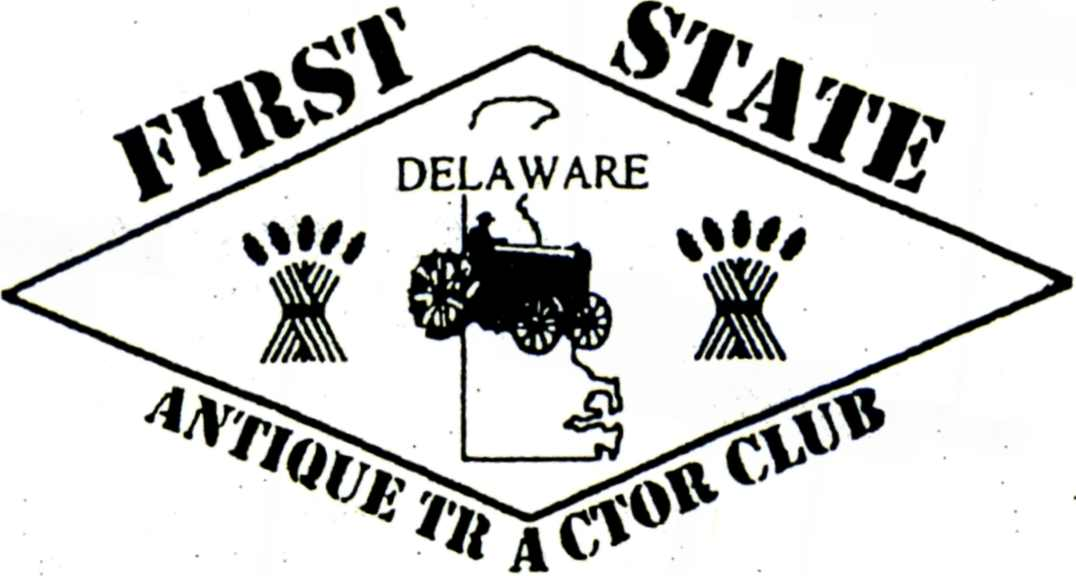 FIRST STATE
DELAWARE
ANTIQUE TRACTOR CLUB